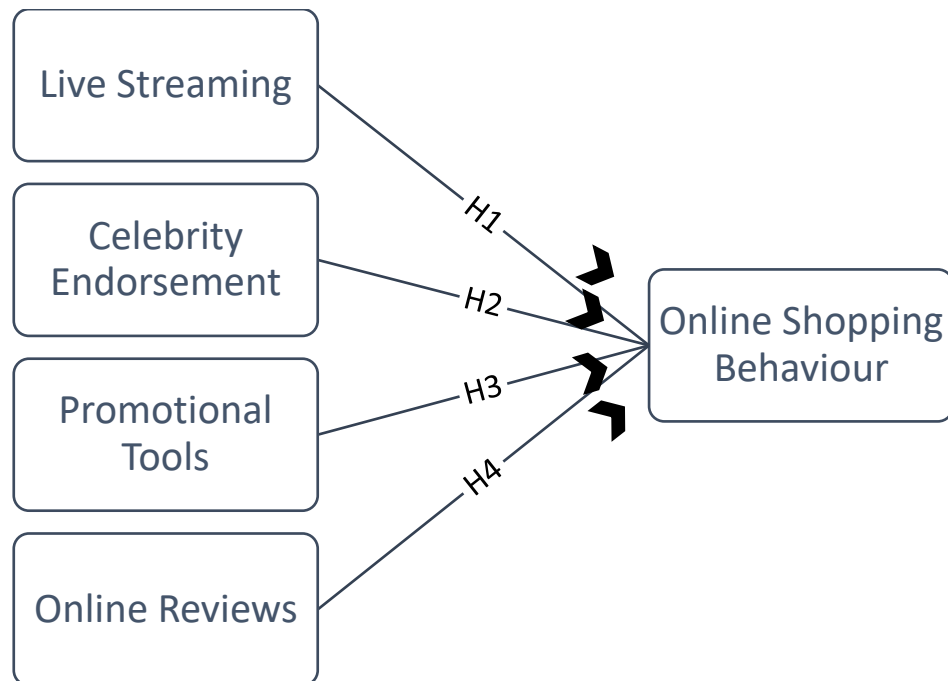 Live Streaming
H1
Celebrity
Endorsement
H2
Online Shopping
Behaviour
Promotional
Tools
H3
H4
Online Reviews